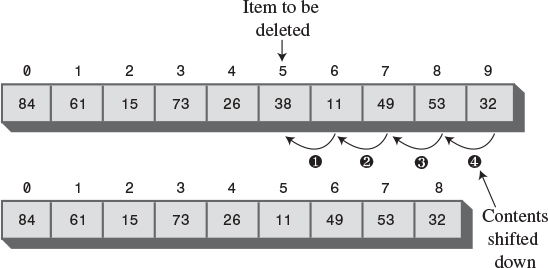 Item to be
deleted
0 1 2 3 4 5 6 7 8 9
84 61 15 73 26 38 11 49 53 32
❶ ❷ ❸ ❹
0 1 2 3 4 5 6 7 8
84 61 15 73 26 11 49 53 32
Contents
shifted
down